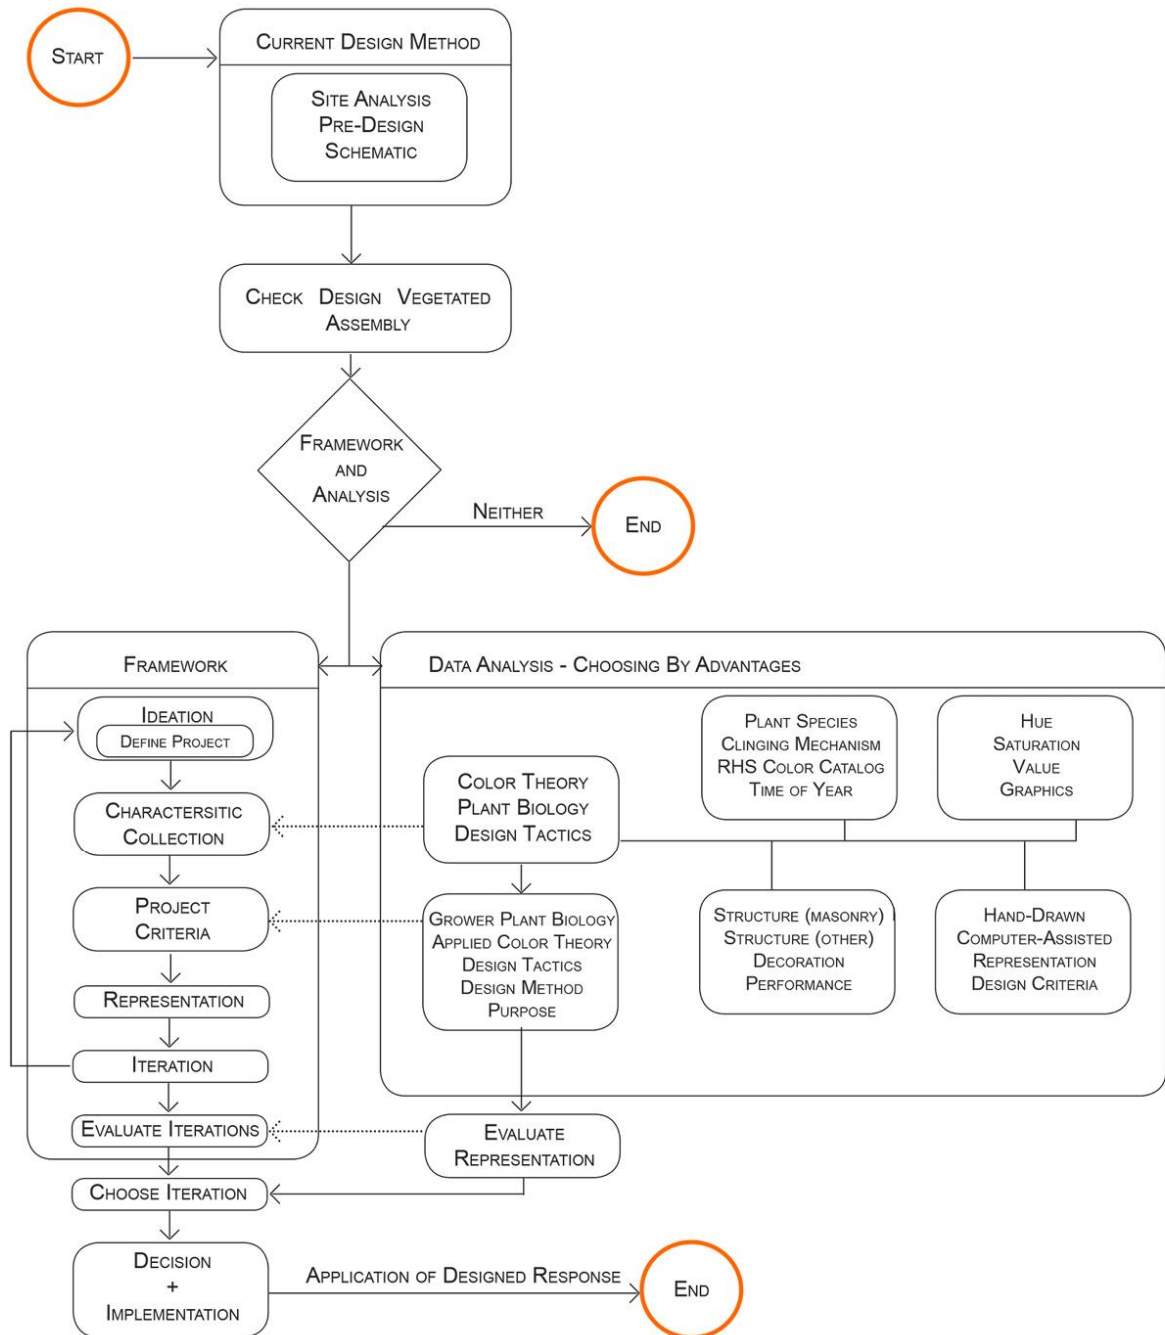 Start
Current Design Method
Site Analysis
Pre-Design
Schematic
Check Design Vegetated
Assembly
Framework
and
Analysis
Neither
End
Framework
Ideation
Define Project
Charactersitic
Collection
Project
Criteria
Representation
Iteration
Evaluate Iterations
Choose Iteration
Decision
+
Implementation
Data Analysis - Choosing By Advantages
Color Theory
Plant Biology
Design Tactics
Plant Species
Clinging Mechanism
RHS Color Catalog
Time of Year
Hue
Saturation
Value
Graphics
Grower Plant Biology
Applied Color Theory
Design Tactics
Design Method
Purpose
Structure (masonry)
Structure (other)
Decoration
Performance
Hand-Drawn
Computer-Assisted
Representation
Design Criteria
Evaluate
Representation
Application of Designed Response
End